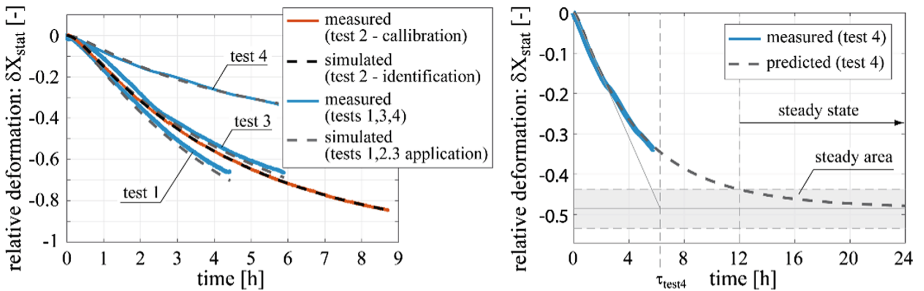 relative deformation: δXstat [-]
0
-0.2
-0.4
-0.6
-0.8
-1
0 1 2 3 4 5 6 7 8 9
time [h]
test 4
test 3
test 1
measured
(test 2 - callibration)
simulated
(test 2 - identification)
measured
(tests 1,3,4)
simulated
(tests 1,2.3 application)
relative deformation: δXstat [-]
0
-0.1
-0.2
-0.3
-0.4
-0.5
0 4 8 12 16 20 24
τtest4 time [h]
measured (test 4)
predicted (test 4)
steady state
steady area